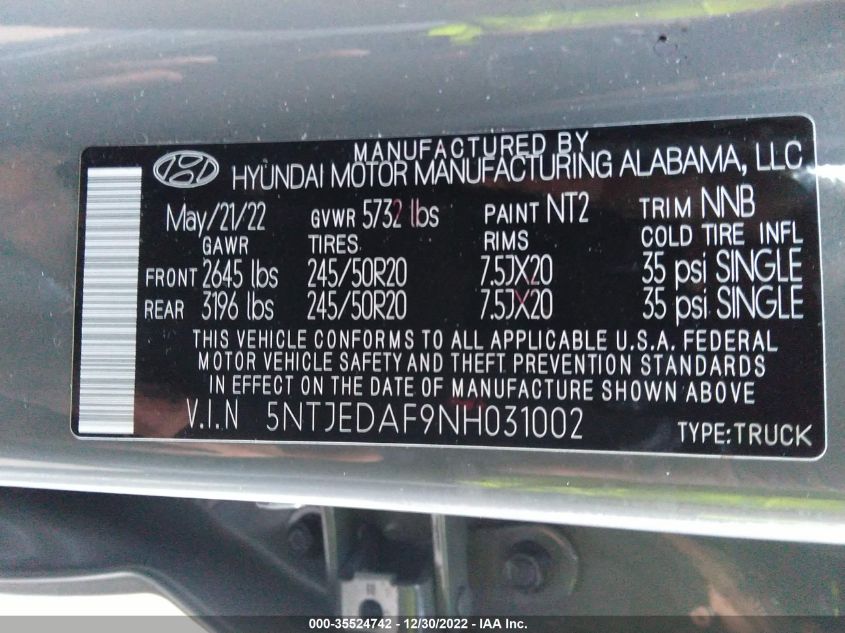 MANUFACTURED BY
HYUNDAI MOTOR MANUFACTURING ALABAMA, LLC
May/21/22 GVWR 5732 lbs PAINT NT2 TRIM NNB
GAWR TIRES RIMS COLD TIRE INFL
FRONT 2645 lbs 245/50R20 7.5JX20 35 psi SINGLE
REAR 3196 lbs 245/50R20 7.5JX20 35 psi SINGLE
THIS VEHICLE CONFORMS TO ALL APPLICABLE U.S.A. FEDERAL
MOTOR VEHICLE SAFETY AND THEFT PREVENTION STANDARDS
IN EFFECT ON THE DATE OF MANUFACTURE SHOWN ABOVE
V.I.N 5NTJEDAF9NH031002 TYPE:TRUCK
000-35524742 - 12/30/2022 - IAA Inc.